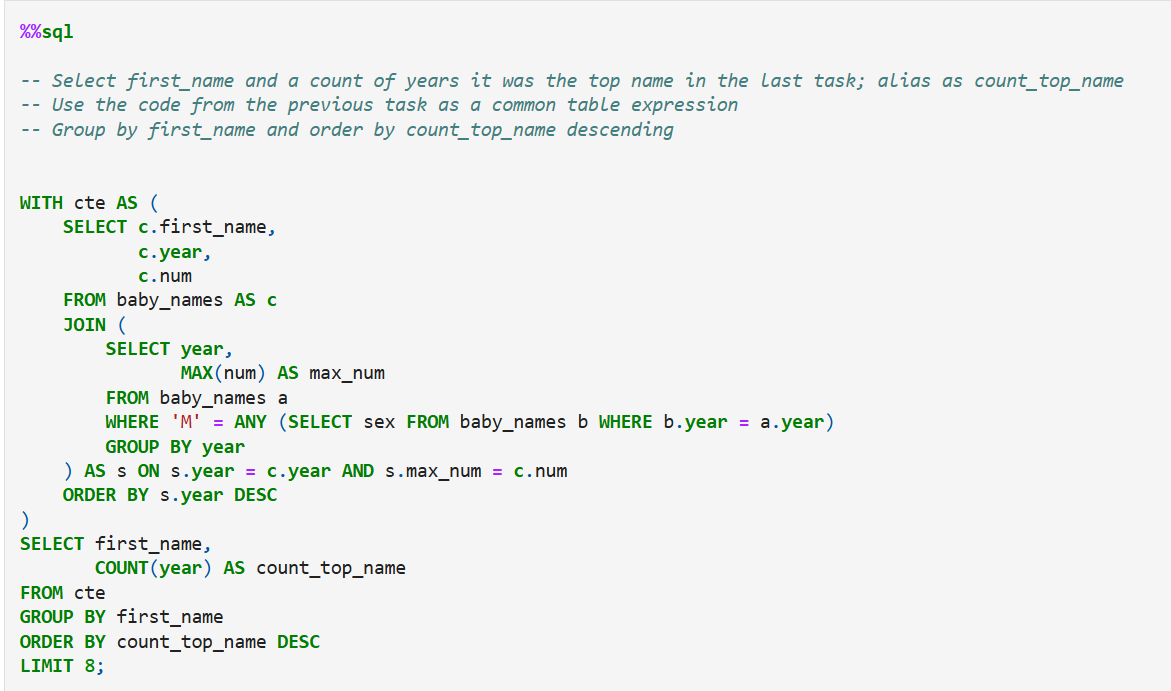 %%sql
-- Select first_name and a count of years it was the top name in the last task; alias as count_top_name
-- Use the code from the previous task as a common table expression
-- Group by first_name and order by count_top_name descending
WITH cte AS (
    SELECT c.first_name,
           c.year,
           c.num
    FROM baby_names AS c
    JOIN (
        SELECT year,
               MAX(num) AS max_num
        FROM baby_names a
        WHERE 'M' = ANY (SELECT sex FROM baby_names b WHERE b.year = a.year)
        GROUP BY year
    ) AS s ON s.year = c.year AND s.max_num = c.num
    ORDER BY s.year DESC
)
SELECT first_name,
       COUNT(year) AS count_top_name
FROM cte
GROUP BY first_name
ORDER BY count_top_name DESC
LIMIT 8;